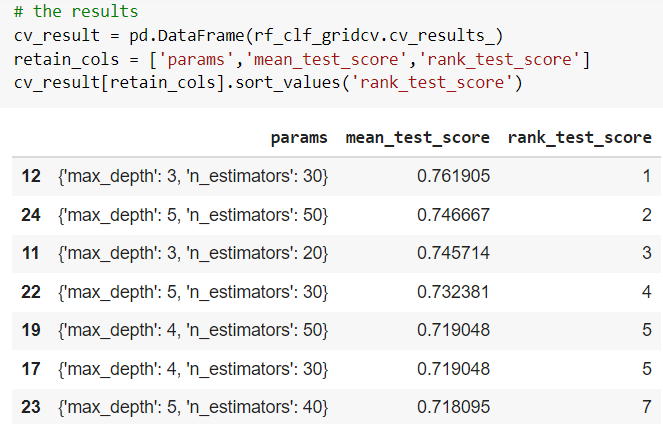 # the results
cv_result = pd.DataFrame(rf_clf_gridcv.cv_results_)
retain_cols = ['params','mean_test_score','rank_test_score']
cv_result[retain_cols].sort_values('rank_test_score')
params mean_test_score rank_test_score
12 {'max_depth': 3, 'n_estimators': 30} 0.761905 1
24 {'max_depth': 5, 'n_estimators': 50} 0.746667 2
11 {'max_depth': 3, 'n_estimators': 20} 0.745714 3
22 {'max_depth': 5, 'n_estimators': 30} 0.732381 4
19 {'max_depth': 4, 'n_estimators': 50} 0.719048 5
17 {'max_depth': 4, 'n_estimators': 30} 0.719048 5
23 {'max_depth': 5, 'n_estimators': 40} 0.718095 7